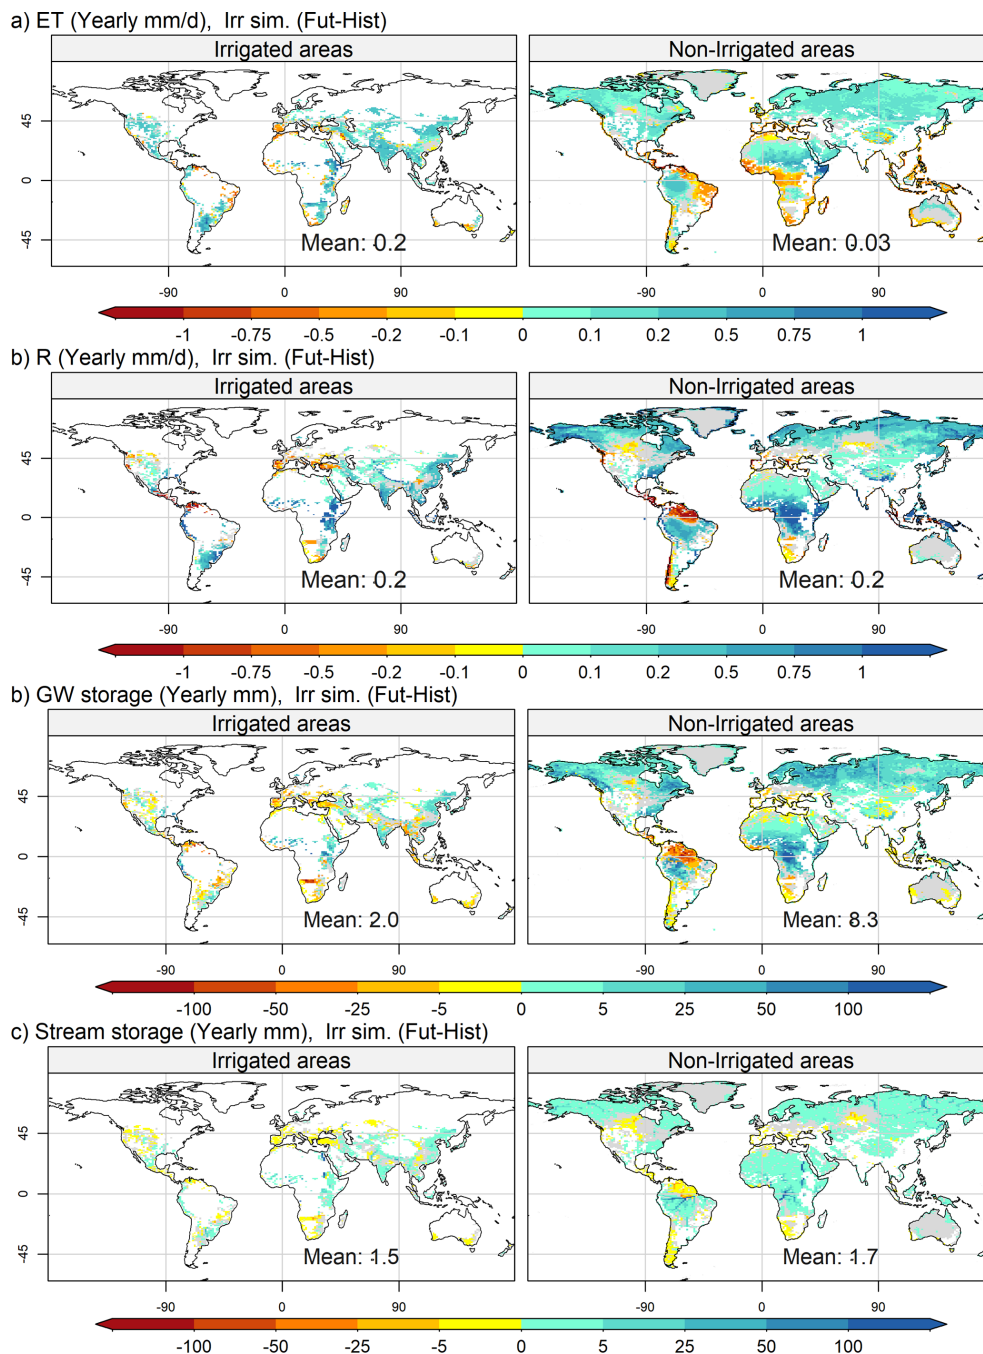 a) ET (Yearly mm/d),  Irr sim. (Fut-Hist)
Irrigated areas
Non-Irrigated areas
45
0
-45
Mean: 0.2
Mean: 0.03
-90 0 90
-90 0 90
-1 -0.75 -0.5 -0.2 -0.1 0 0.1 0.2 0.5 0.75 1
b) R (Yearly mm/d),  Irr sim. (Fut-Hist)
Irrigated areas
Non-Irrigated areas
45
0
-45
Mean: 0.2
Mean: 0.2
-90 0 90
-90 0 90
-1 -0.75 -0.5 -0.2 -0.1 0 0.1 0.2 0.5 0.75 1
b) GW storage (Yearly mm),  Irr sim. (Fut-Hist)
Irrigated areas
Non-Irrigated areas
45
0
-45
Mean: 2.0
Mean: 8.3
-90 0 90
-90 0 90
-100 -50 -25 -5 0 5 25 50 100
c) Stream storage (Yearly mm),  Irr sim. (Fut-Hist)
Irrigated areas
Non-Irrigated areas
45
0
-45
Mean: 1.5
Mean: 1.7
-90 0 90
-90 0 90
-100 -50 -25 -5 0 5 25 50 100